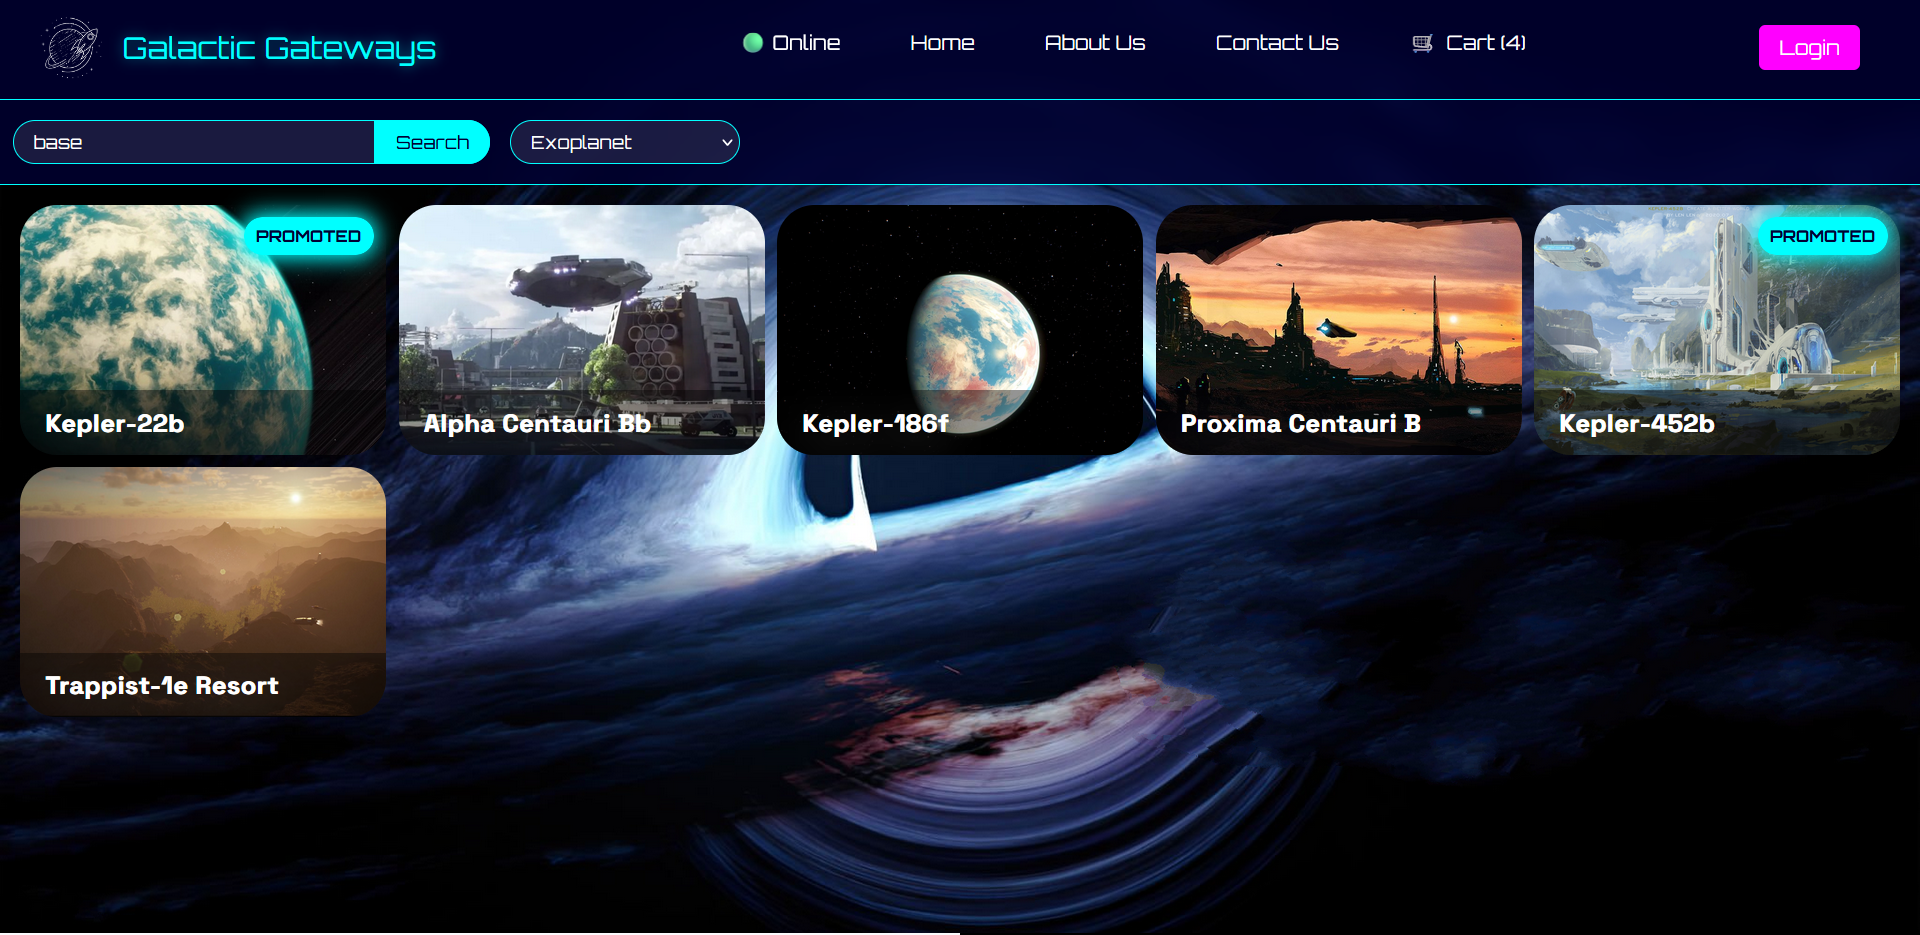 Galactic Gateways
Online
Home
About Us
Contact Us
Cart (4)
Login
base
Search
Exoplanet
PROMOTED
PROMOTED
Kepler-22b
Alpha Centauri Bb
Kepler-186f
Proxima Centauri B
Kepler-452b
Trappist-1e Resort